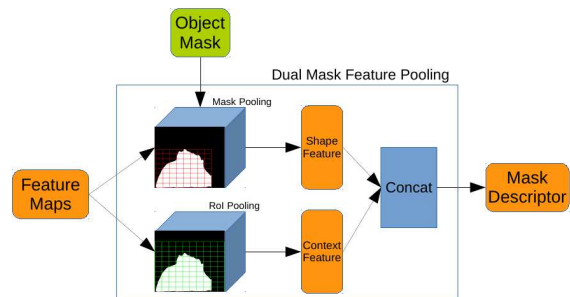 Object
Mask
Dual Mask Feature Pooling
Mask Pooling
Shape
Feature
Feature
Maps
Concat
Mask
Descriptor
RoI Pooling
Context
Feature